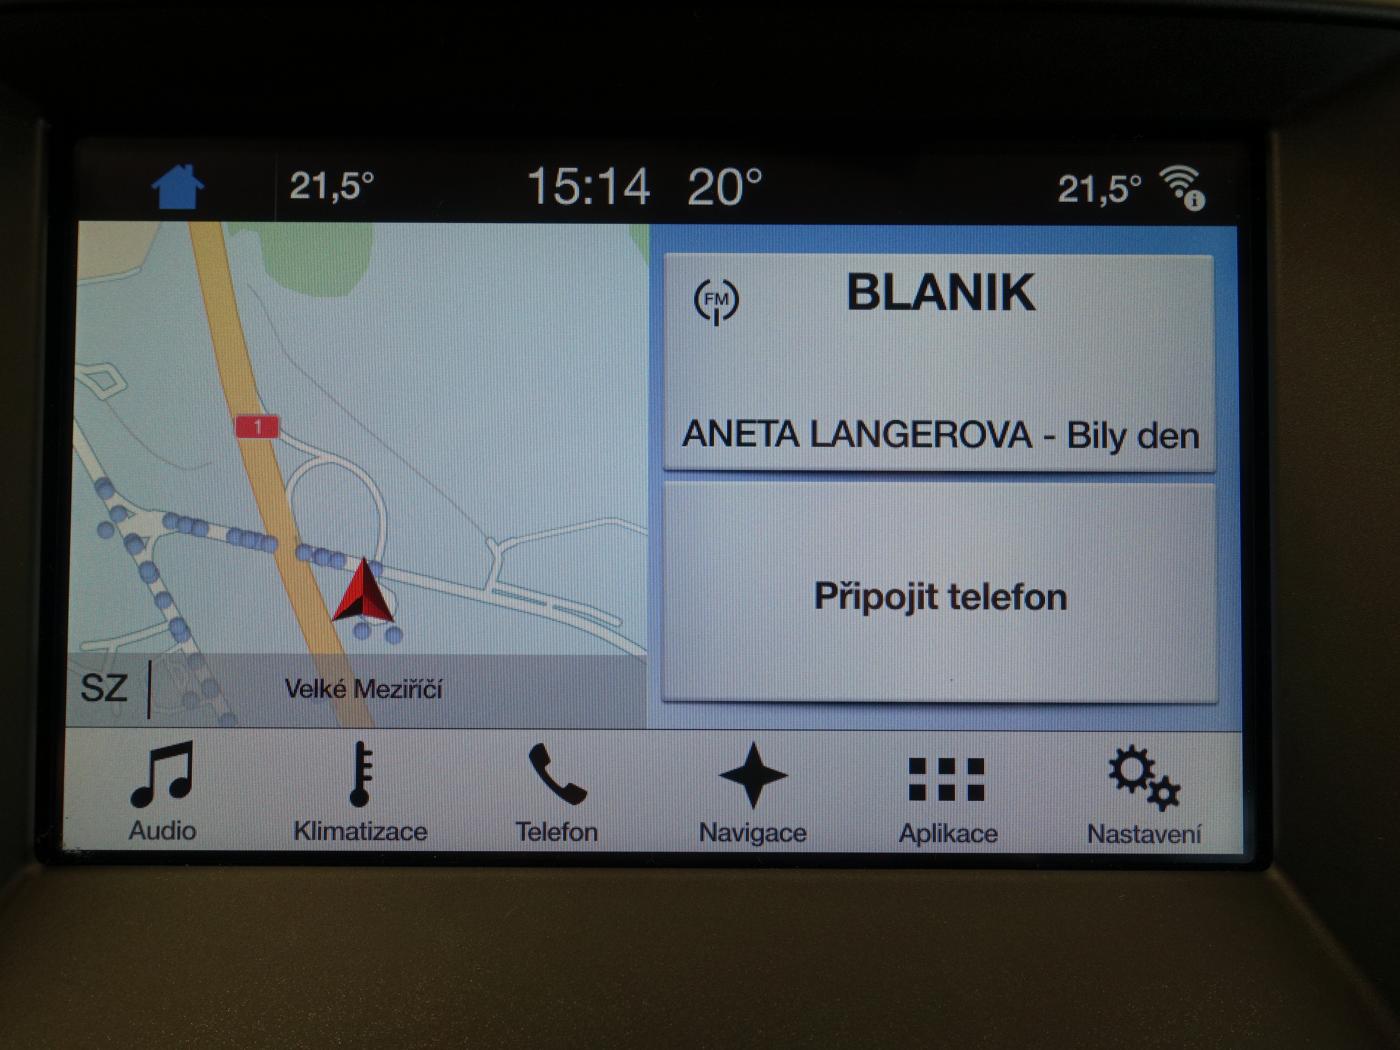 21,5° 15:14 20° 21,5°
1
SZ Velké Meziříčí
FM BLANIK
ANETA LANGEROVA - Bily den
Připojit telefon
Audio Klimatizace Telefon Navigace Aplikace Nastavení